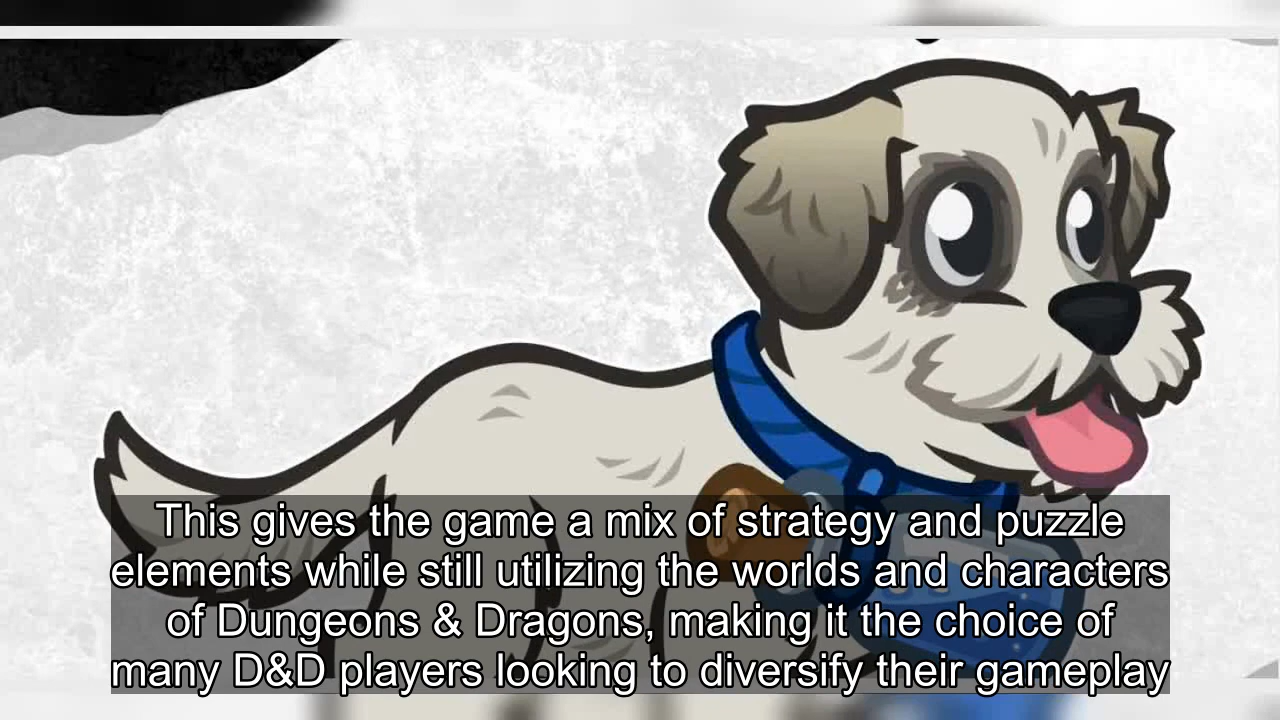 This gives the game a mix of strategy and puzzle
elements while still utilizing the worlds and characters
of Dungeons & Dragons, making it the choice of
many D&D players looking to diversify their gameplay